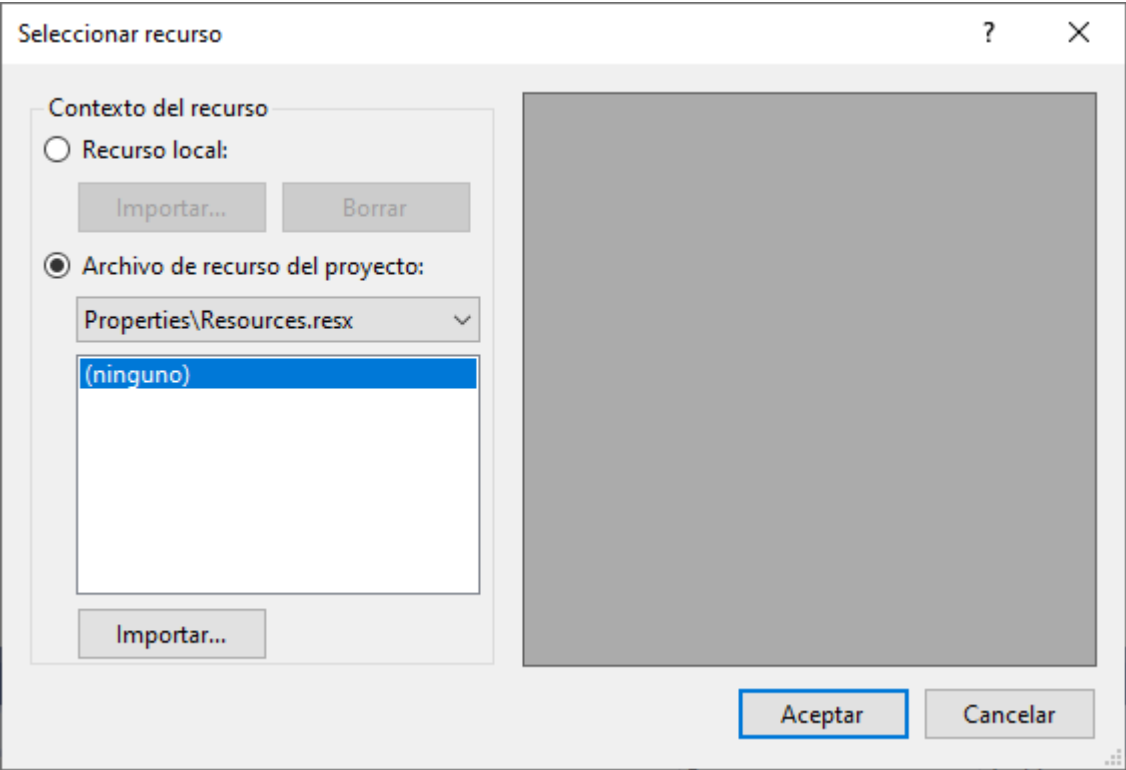 Seleccionar recurso
?
Contexto del recurso
Recurso local:
Importar... Borrar
Archivo de recurso del proyecto:
Properties\Resources.resx
(ninguno)
Importar...
Aceptar Cancelar